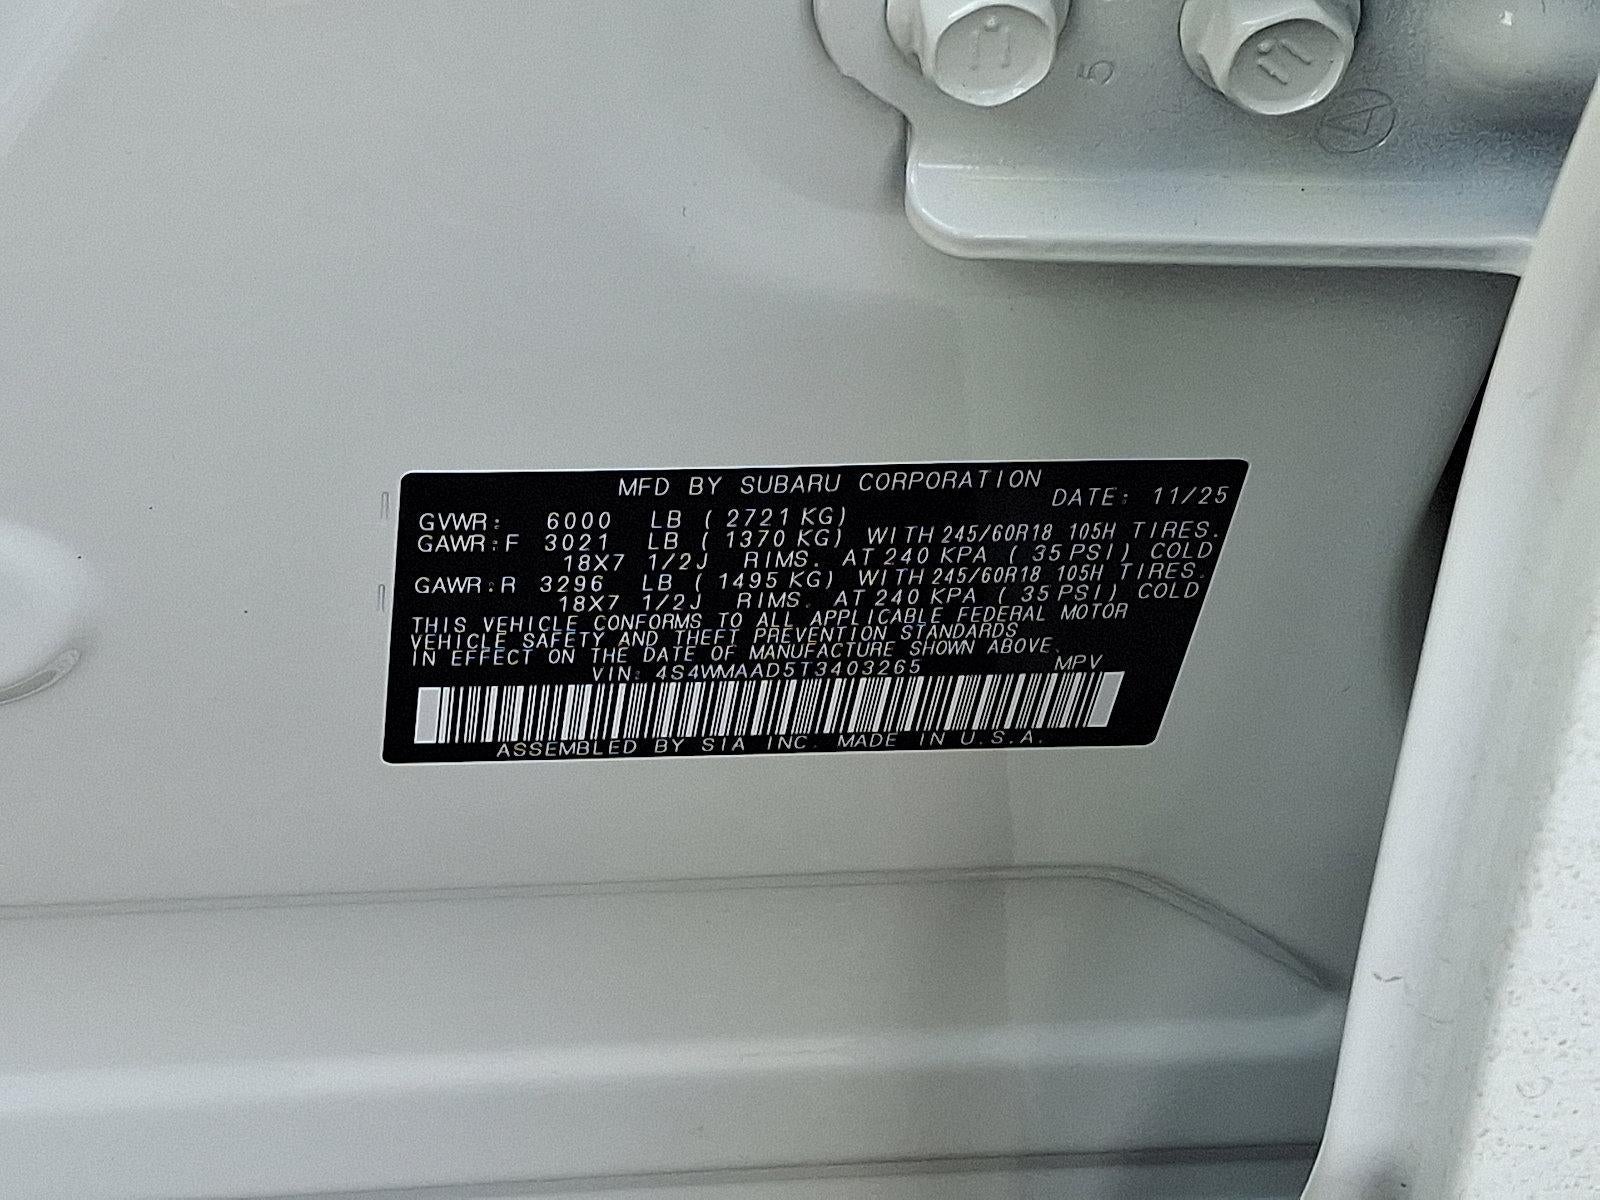 MFD BY SUBARU CORPORATION
DATE: 11/25
GVWR: 6000 LB ( 2721 KG)
GAWR:F 3021 LB ( 1370 KG) WITH 245/60R18 105H TIRES.
18X7 1/2J RIMS. AT 240 KPA ( 35 PSI) COLD
GAWR:R 3296 LB ( 1495 KG) WITH 245/60R18 105H TIRES.
18X7 1/2J RIMS. AT 240 KPA ( 35 PSI) COLD
THIS VEHICLE CONFORMS TO ALL APPLICABLE FEDERAL MOTOR
VEHICLE SAFETY AND THEFT PREVENTION STANDARDS
IN EFFECT ON THE DATE OF MANUFACTURE SHOWN ABOVE.
VIN: 4S4WMAAD5T3403265 MPV
ASSEMBLED BY SIA INC. MADE IN U.S.A.